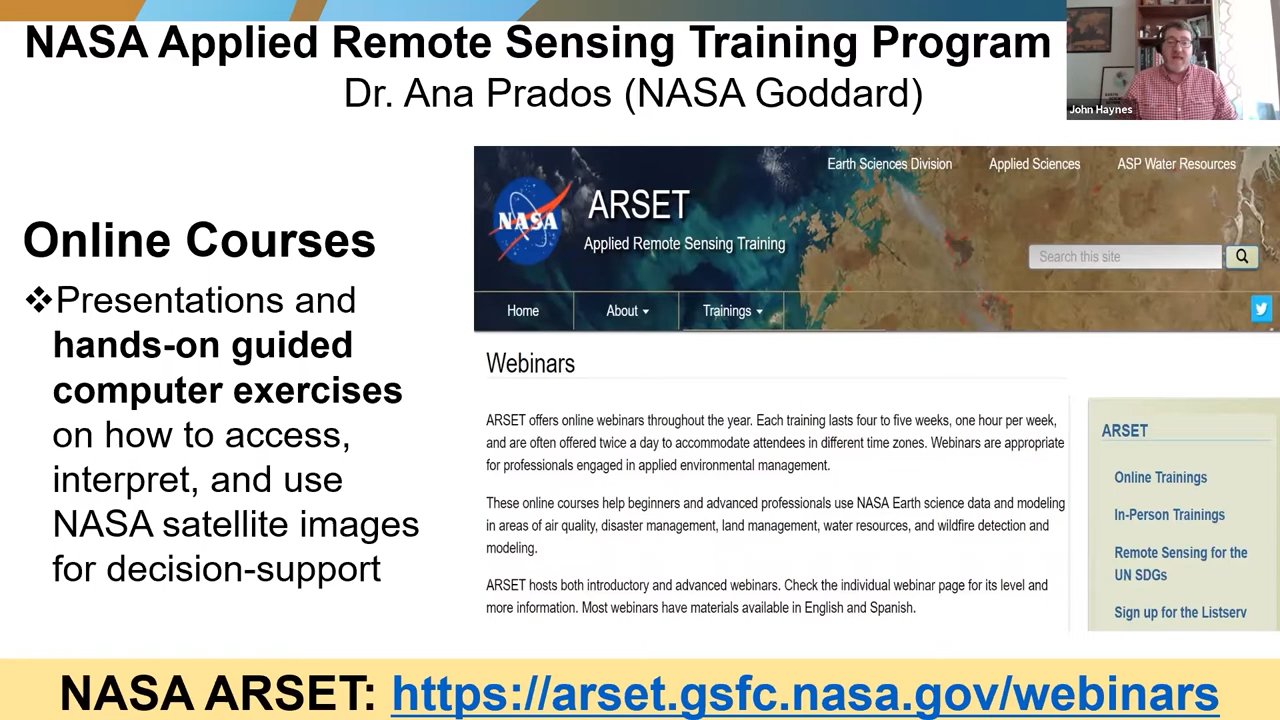 NASA Applied Remote Sensing Training Program
Dr. Ana Prados (NASA Goddard)
John Haynes
Online Courses
❖Presentations and
hands-on guided
computer exercises
on how to access,
interpret, and use
NASA satellite images
for decision-support
Earth Sciences Division
Applied Sciences
ASP Water Resources
NASA
ARSET
Applied Remote Sensing Training
Search this site
Home
About
Trainings
Webinars
ARSET offers online webinars throughout the year. Each training lasts four to five weeks, one hour per week,
and are often offered twice a day to accommodate attendees in different time zones. Webinars are appropriate
for professionals engaged in applied environmental management.
These online courses help beginners and advanced professionals use NASA Earth science data and modeling
in areas of air quality, disaster management, land management, water resources, and wildfire detection and
modeling.
ARSET hosts both introductory and advanced webinars. Check the individual webinar page for its level and
more information. Most webinars have materials available in English and Spanish.
ARSET
Online Trainings
In-Person Trainings
Remote Sensing for the
UN SDGs
Sign up for the Listserv
NASA ARSET: https://arset.gsfc.nasa.gov/webinars